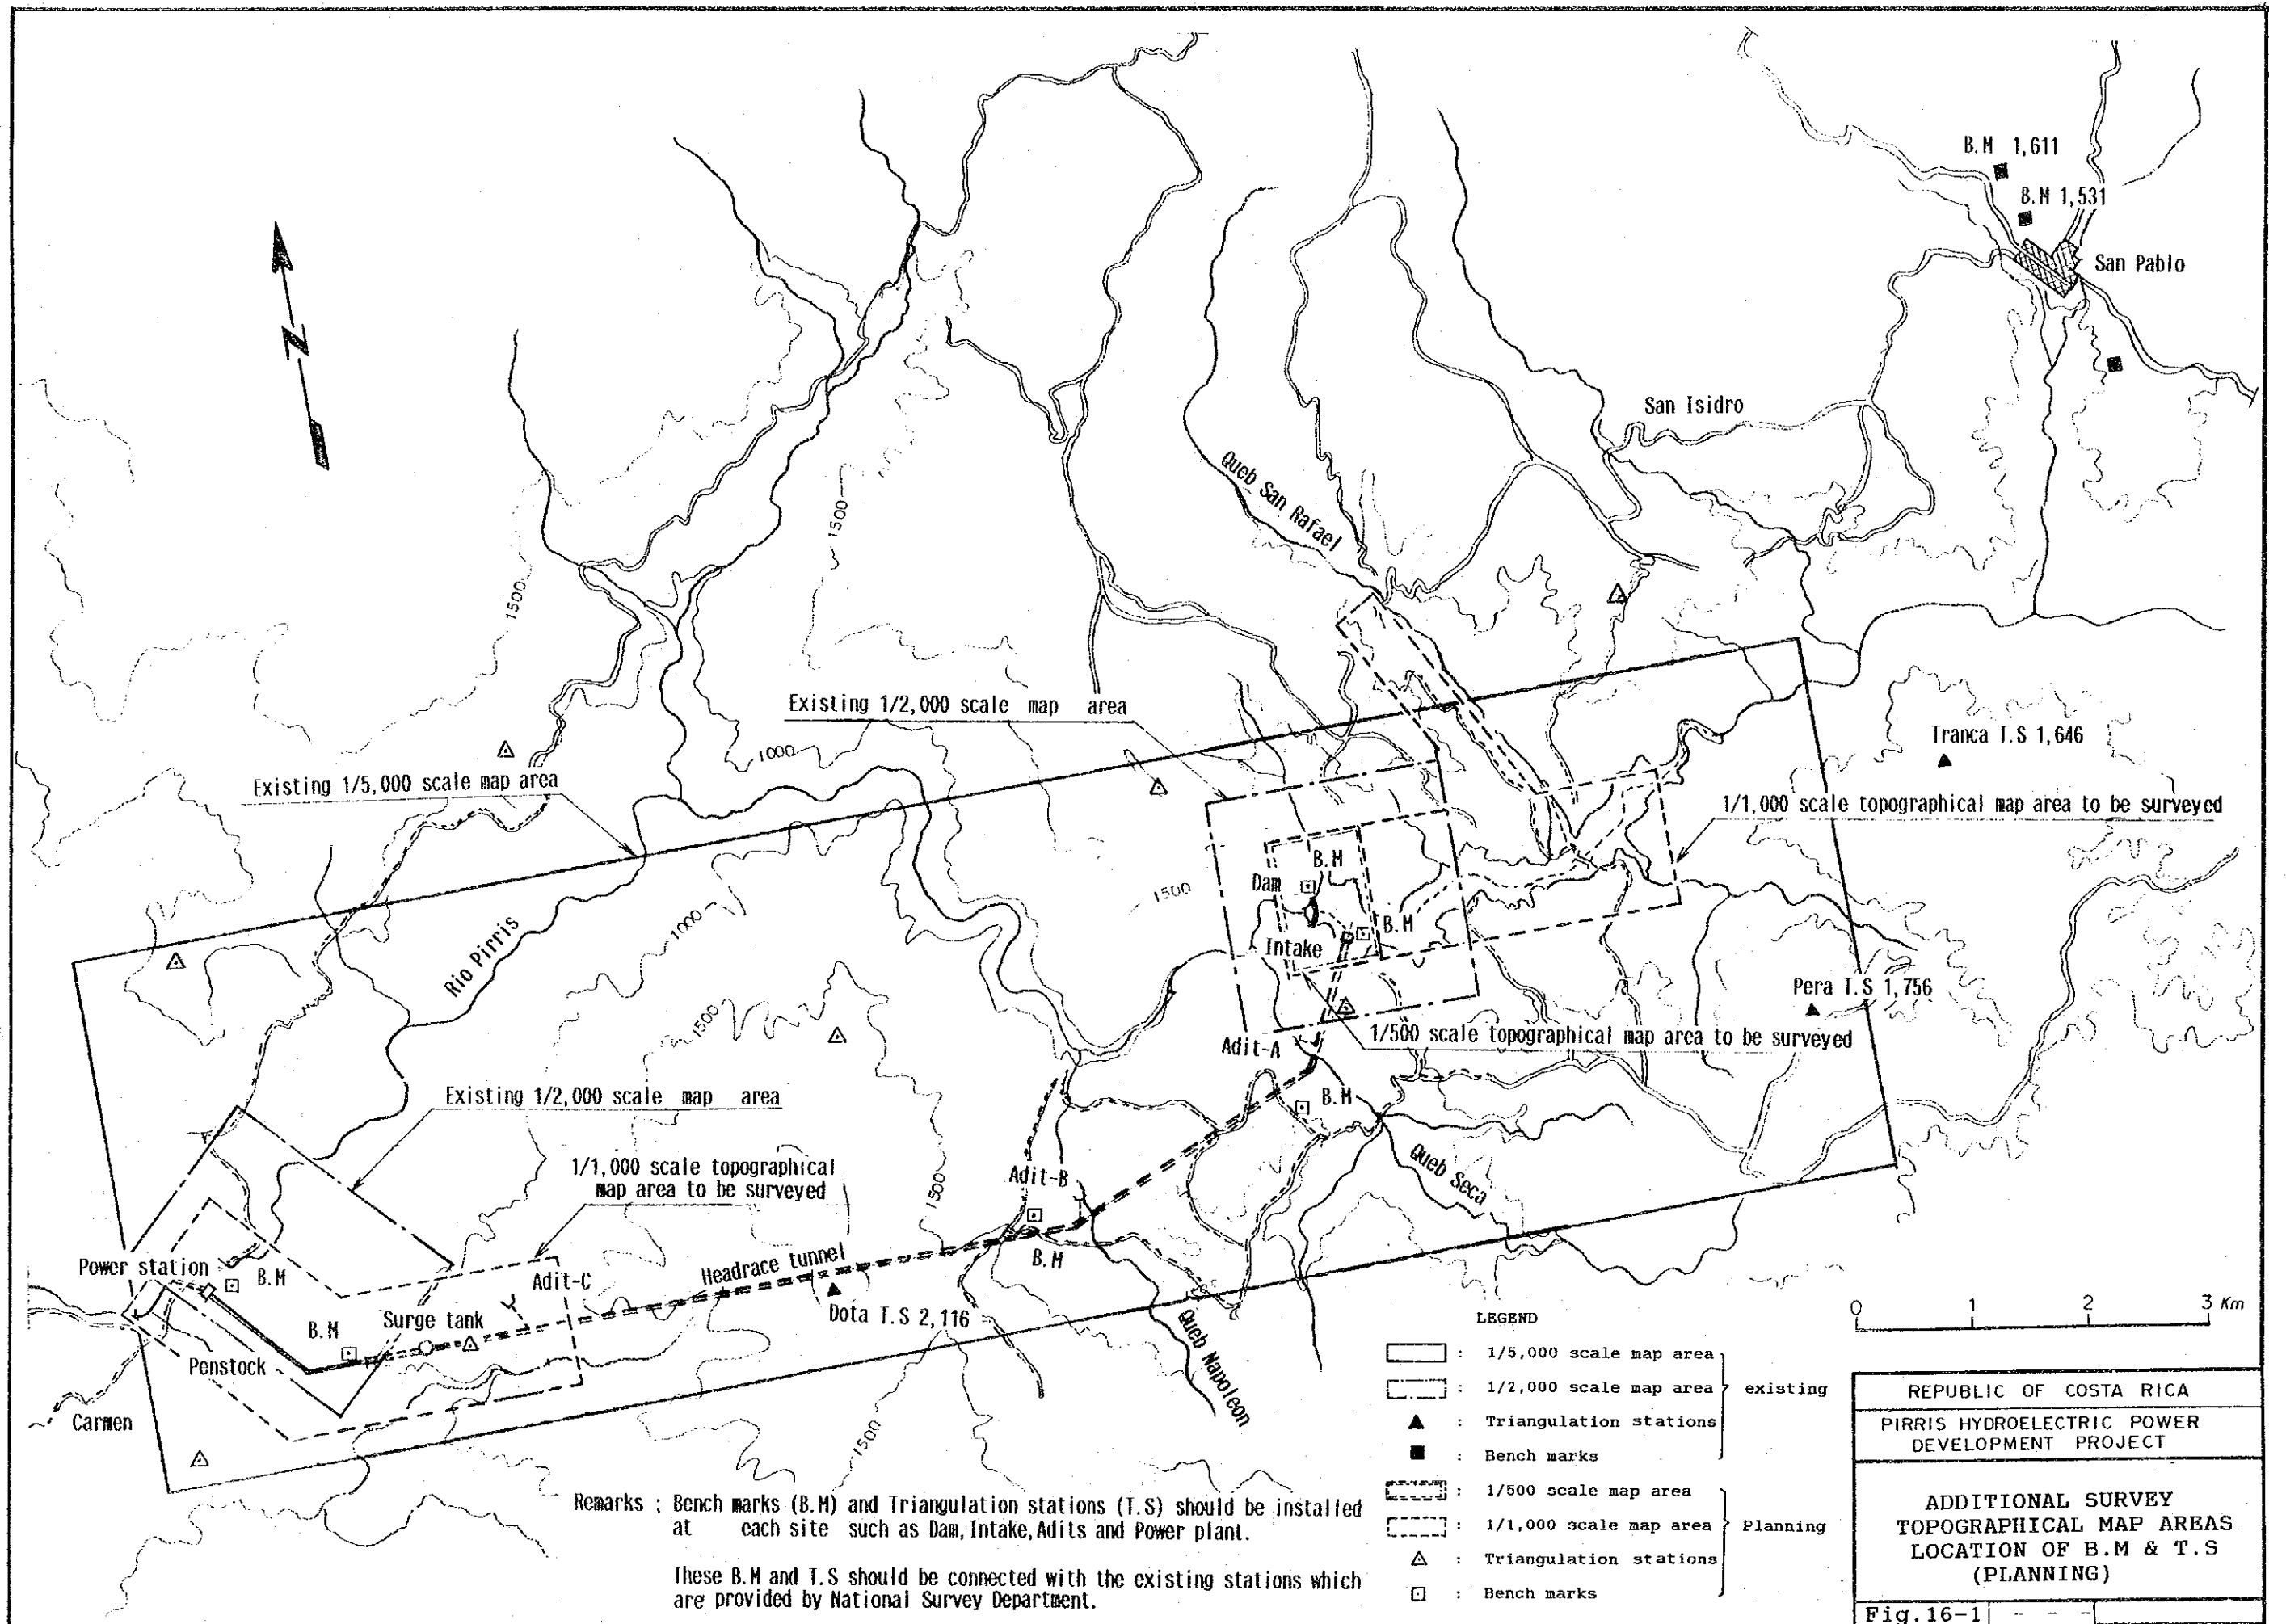 B.M 1,611
B.M 1,531
San Pablo
N
San Isidro
Queb San Rafael
1500
1500
Existing 1/2,000 scale map area
Tranca T.S 1,646
1000
Existing 1/5,000 scale map area
1/1,000 scale topographical map area to be surveyed
B.M
Dam
1500
1000
B.M
Rio Pirris
Intake
Pera T.S 1,756
1500
1/500 scale topographical map area to be surveyed
Adit-A
Existing 1/2,000 scale map area
B.M
1/1,000 scale topographical
map area to be surveyed
Adit-B
Queb Seca
1500
Power station
B.M
Headrace tunnel
B.M
Adit-C
Surge tank
B.M
Dota T.S 2,116
Penstock
Queb Napoleon
Carmen
1500
0 1 2 3 Km
LEGEND
: 1/5,000 scale map area
: 1/2,000 scale map area
existing
: Triangulation stations
: Bench marks
: 1/500 scale map area
: 1/1,000 scale map area
Planning
: Triangulation stations
: Bench marks
Remarks ; Bench marks (B.M) and Triangulation stations (T.S) should be installed
at each site such as Dam, Intake, Adits and Power plant.
These B.M and T.S should be connected with the existing stations which
are provided by National Survey Department.
REPUBLIC OF COSTA RICA
PIRRIS HYDROELECTRIC POWER
DEVELOPMENT PROJECT
ADDITIONAL SURVEY
TOPOGRAPHICAL MAP AREAS
LOCATION OF B.M & T.S
(PLANNING)
Fig.16-1 - - -